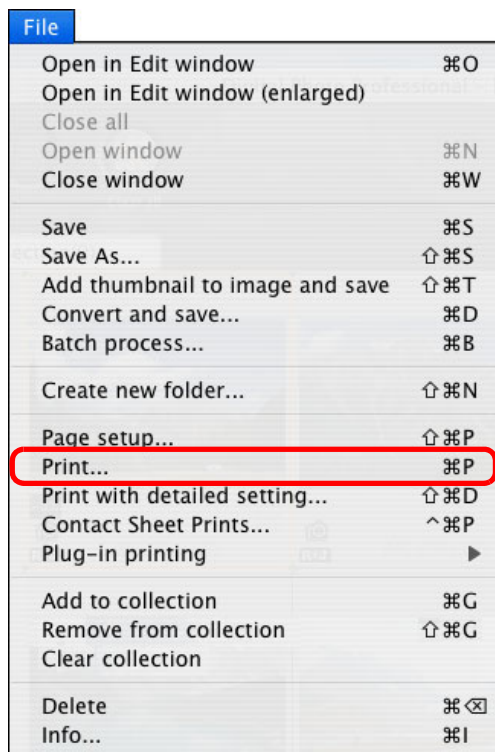 File
Open in Edit window ⌘O
Open in Edit window (enlarged)
Close all
Open window ⌘N
Close window ⌘W
Save ⌘S
Save As... ⇧⌘S
Add thumbnail to image and save ⇧⌘T
Convert and save... ⌘D
Batch process... ⌘B
Create new folder... ⇧⌘N
Page setup... ⇧⌘P
Print... ⌘P
Print with detailed setting... ⇧⌘D
Contact Sheet Prints... ^⌘P
Plug-in printing ▶
Add to collection ⌘G
Remove from collection ⇧⌘G
Clear collection
Delete ⌘⌫
Info... ⌘I